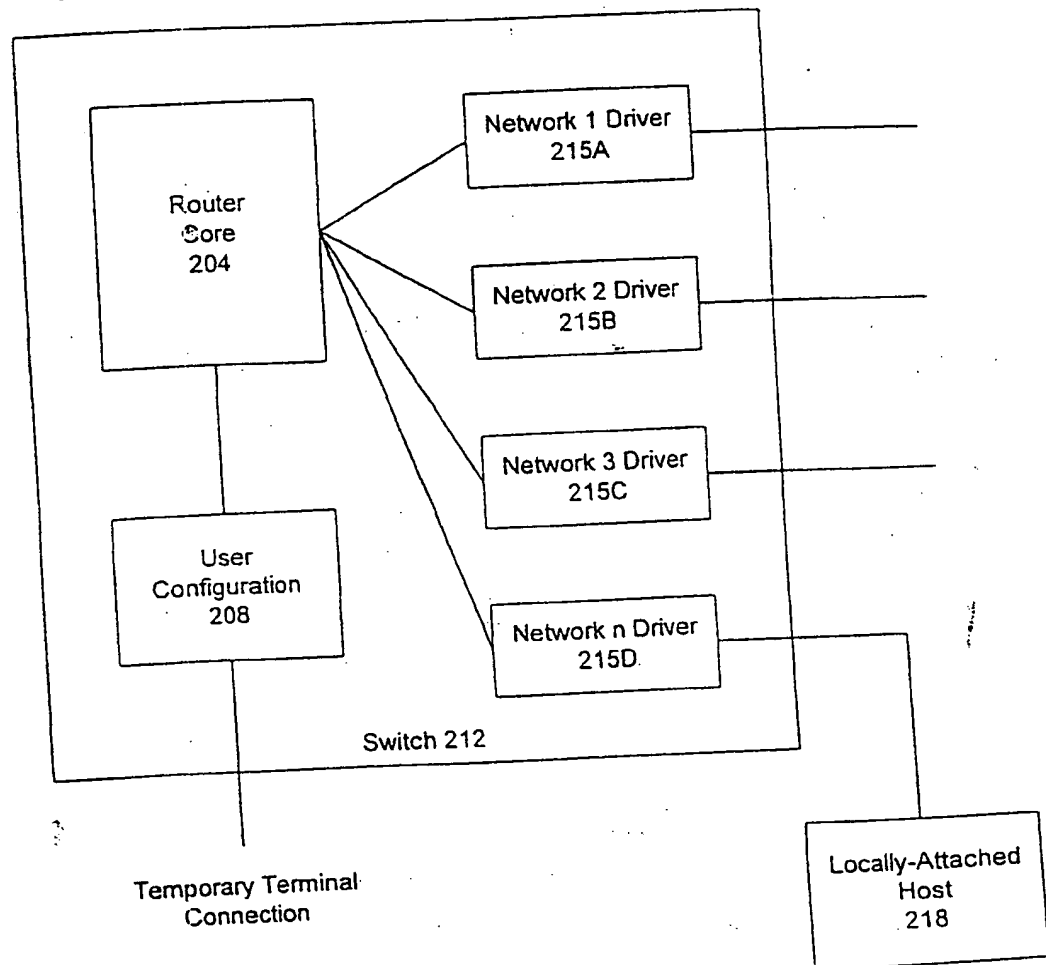 Router
Core
204
Network 1 Driver
215A
Network 2 Driver
215B
Network 3 Driver
215C
Network n Driver
215D
User
Configuration
208
Switch 212
Temporary Terminal
Connection
Locally-Attached
Host
218